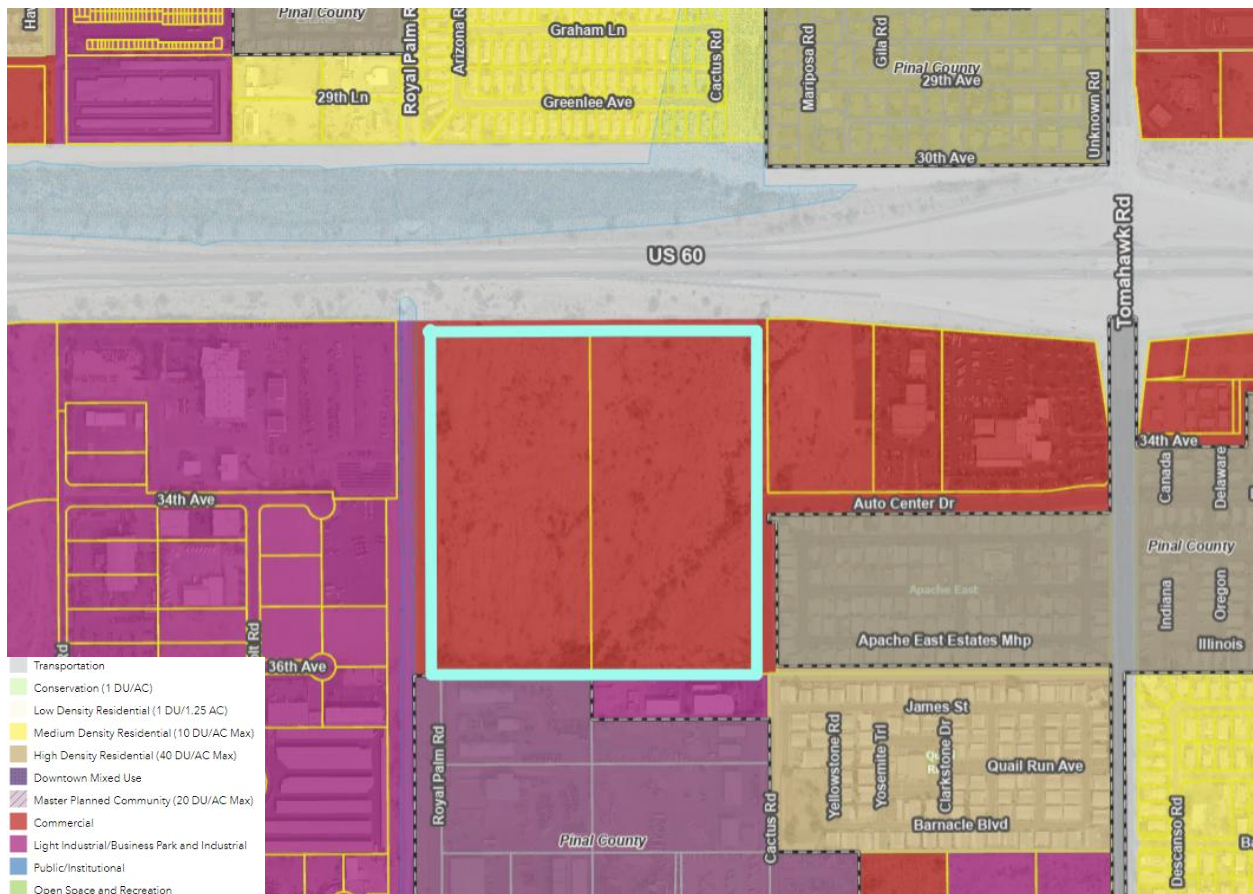 Pinal County
Royal Palm R
Arizona R
Graham Ln
Cactus Rd
Mariposa Rd
Gila Rd
Pinal County
29th Ave
Unknown Rd
29th Ln
Greenlee Ave
30th Ave
US 60
Tomahawk Rd
34th Ave
34th Ave
Canada
Delaware
Auto Center Dr
Pinal County
Apache East
Indiana
Oregon
Apache East Estates Mhp
Illinois
36th Ave
Rd
Royal Palm Rd
James St
Yellowstone Rd
Yosemite Trl
Clarkstone Dr
Quail Run Ave
Cactus Rd
Barnacle Blvd
Pinal County
Descanso Rd
Transportation
Conservation (1 DU/AC)
Low Density Residential (1 DU/1.25 AC)
Medium Density Residential (10 DU/AC Max)
High Density Residential (40 DU/AC Max)
Downtown Mixed Use
Master Planned Community (20 DU/AC Max)
Commercial
Light Industrial/Business Park and Industrial
Public/Institutional
Open Space and Recreation